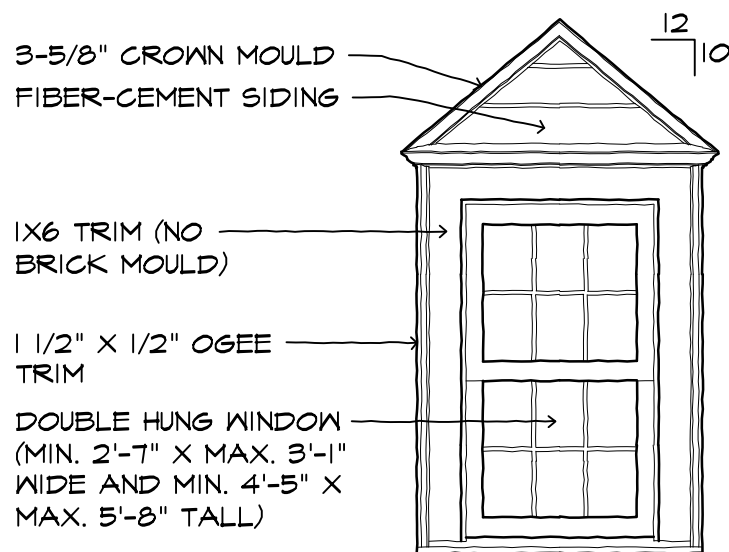 12
10
3-5/8" CROWN MOULD
FIBER-CEMENT SIDING
1X6 TRIM (NO
BRICK MOULD)
1 1/2" X 1/2" OGEE
TRIM
DOUBLE HUNG WINDOW
(MIN. 2'-7" X MAX. 3'-1"
WIDE AND MIN. 4'-5" X
MAX. 5'-8" TALL)